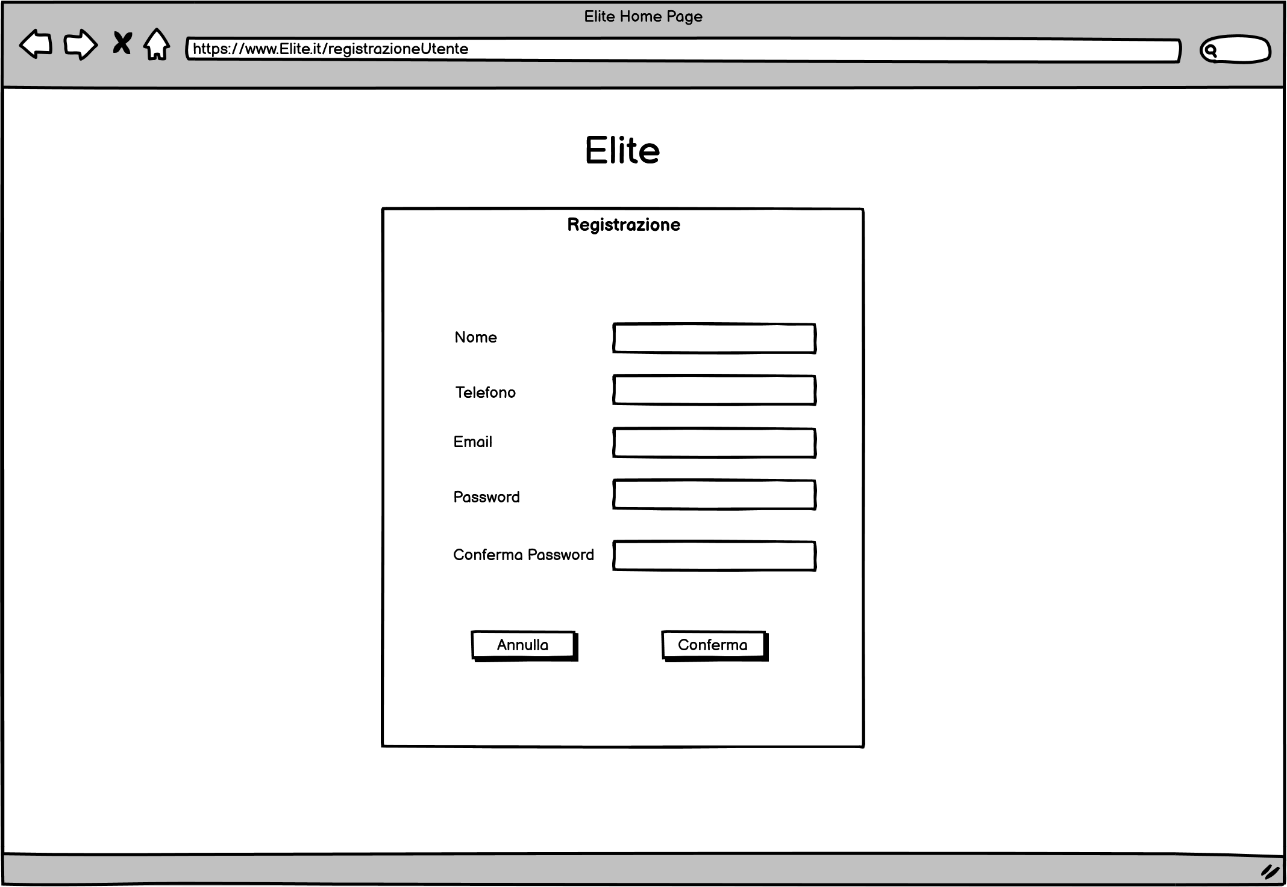 Elite Home Page
https://www.Elite.it/registrazioneUtente
Elite
Registrazione
Nome
Telefono
Email
Password
Conferma Password
Annulla
Conferma